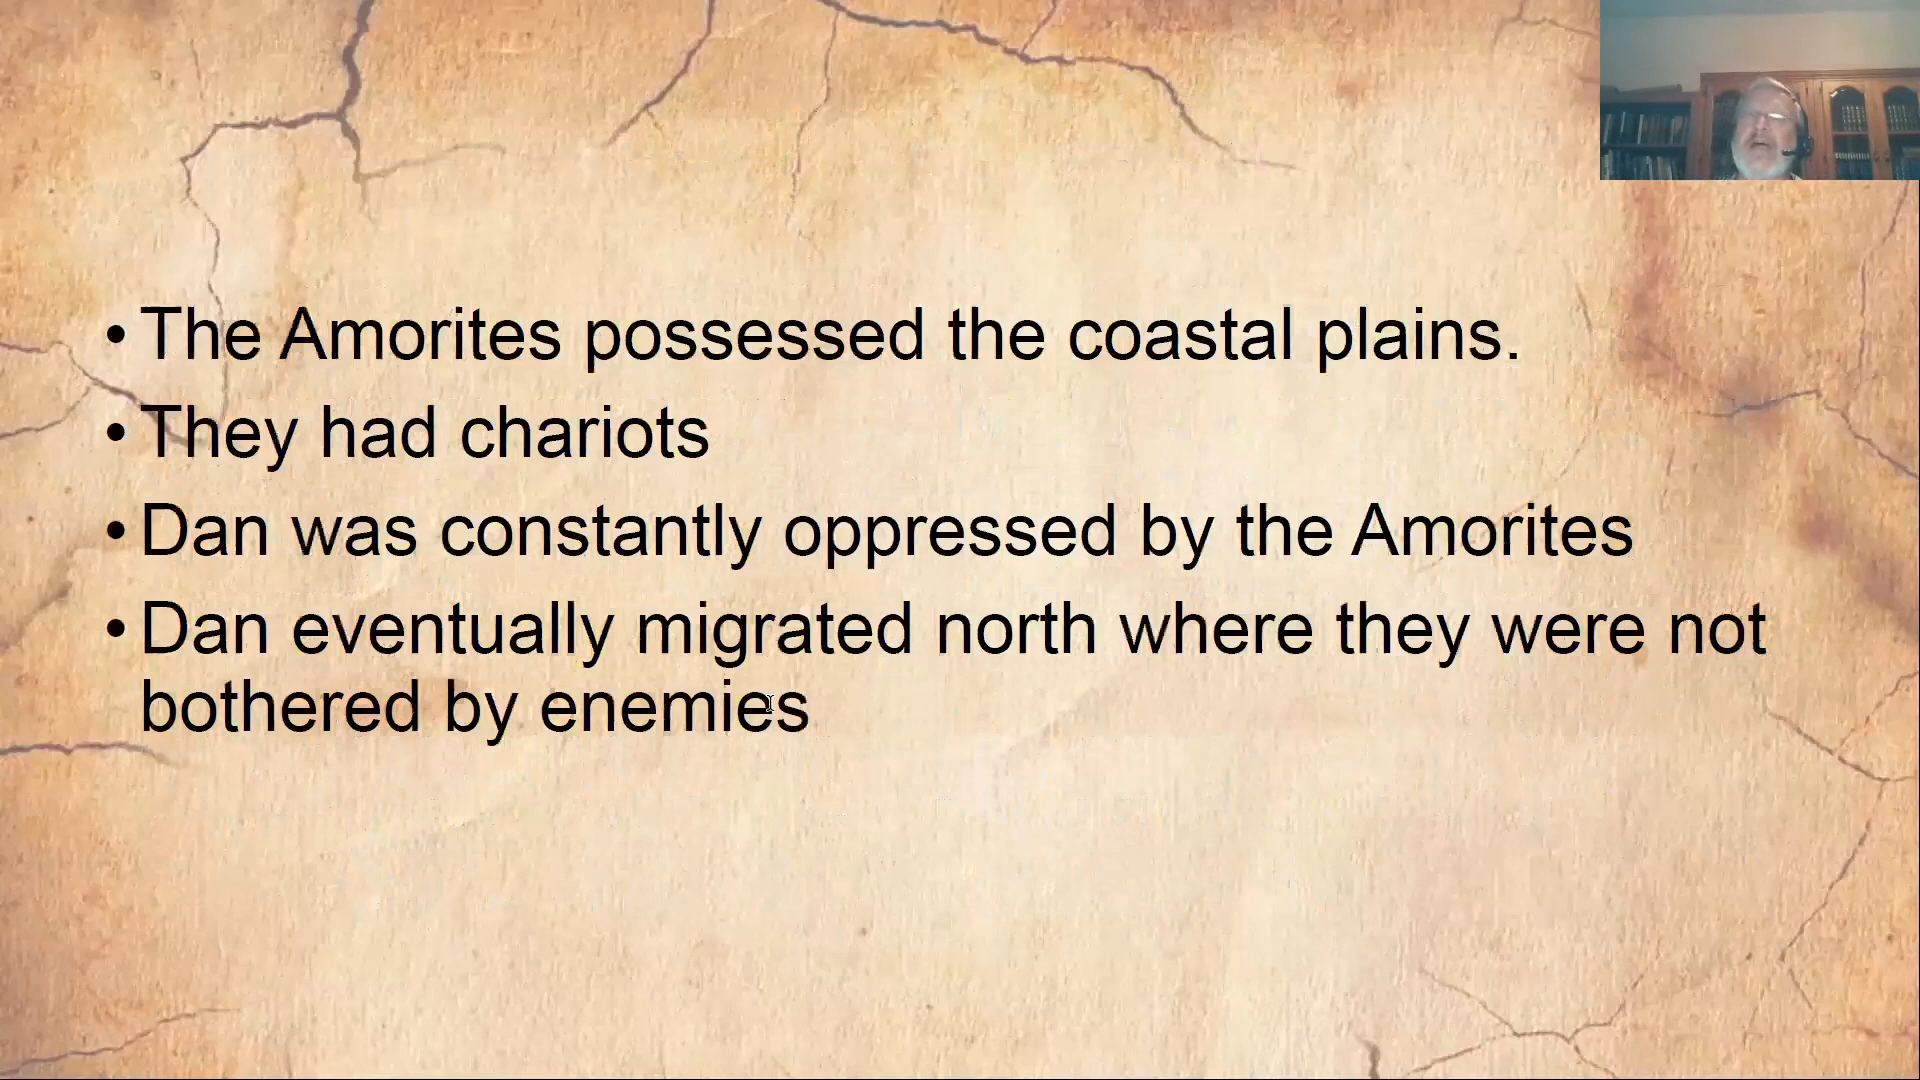 • The Amorites possessed the coastal plains.
• They had chariots
• Dan was constantly oppressed by the Amorites
• Dan eventually migrated north where they were not
bothered by enemies